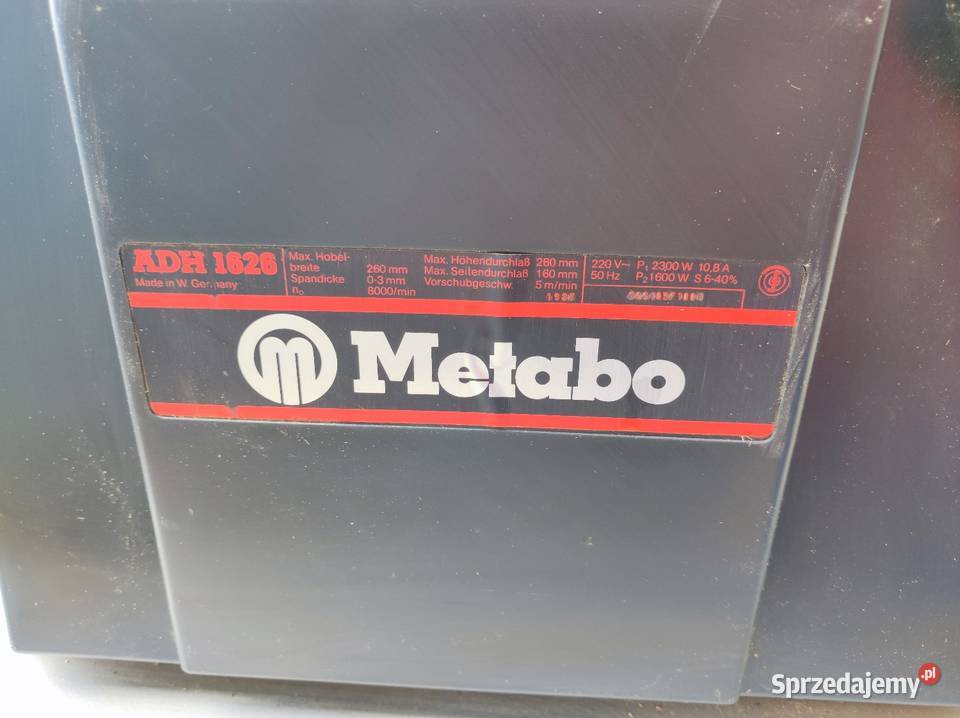 ADH 1626
Made in W. Germany
Max. Hobel-
breite 260 mm
Spandicke 0-3 mm
n₀ 8000/min
Max. Höhendurchlaß 260 mm
Max. Seitendurchlaß 160 mm
Vorschubgeschw. 5 m/min
220 V~ P₁ 2300 W 10,8 A
50 Hz P₂ 1600 W S 6-40%
Metabo
Sprzedajemy.pl